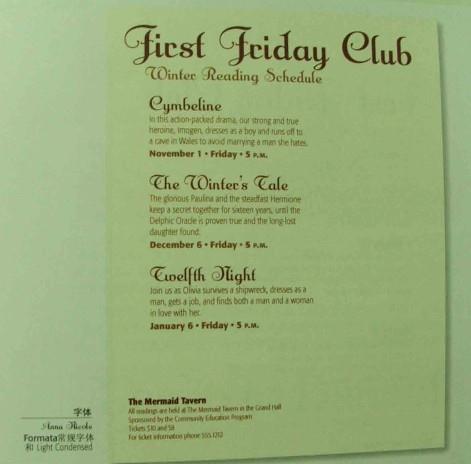 First Friday Club
Winter Reading Schedule
Cymbeline
In this action-packed drama, our strong and true
heroine, Imogen, dresses as a boy and runs off to
a cave in Wales to avoid marrying a man she hates.
November 1 • Friday • 5 P.M.
The Winter's Tale
The glorious Paulina and the steadfast Hermione
keep a secret together for sixteen years, until the
Delphic Oracle is proven true and the long-lost
daughter found.
December 6 • Friday • 5 P.M.
Twelfth Night
Join us as Olivia survives a shipwreck, dresses as a
man, gets a job, and finds both a man and a woman
in love with her.
January 6 • Friday • 5 P.M.
The Mermaid Tavern
All readings are held at The Mermaid Tavern in the Grand Hall
Sponsored by the Community Education Program
Tickets $10 and $8
For ticket information phone 555.1212
字体
Anna Nicole
Formata常规字体
和 Light Condensed